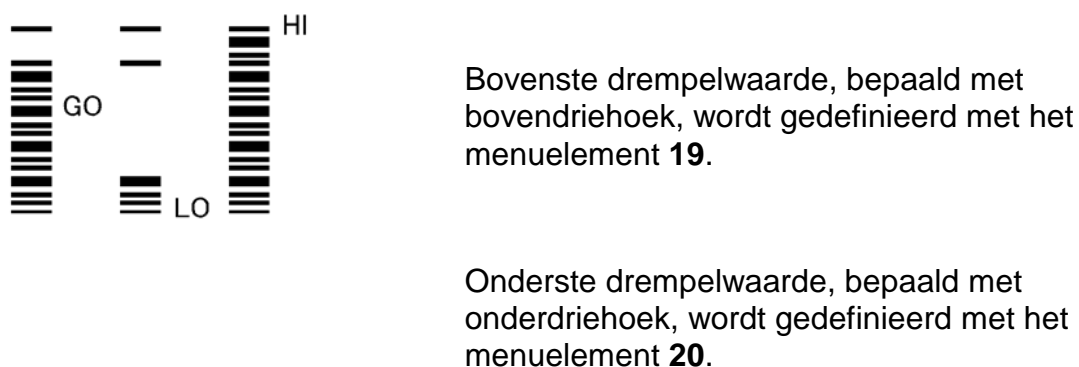 HI
GO
LO
Bovenste drempelwaarde, bepaald met
bovendriehoek, wordt gedefinieerd met het
menuelement 19.
Onderste drempelwaarde, bepaald met
onderdriehoek, wordt gedefinieerd met het
menuelement 20.